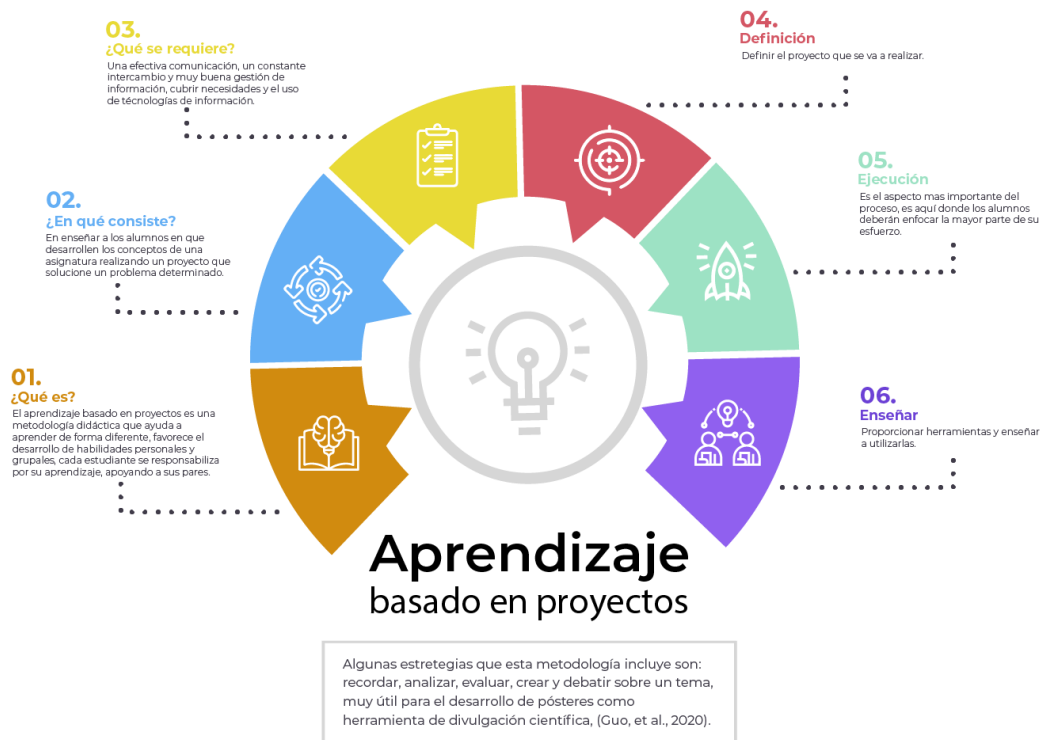 01.
¿Qué es?
El aprendizaje basado en proyectos es una
metodología didáctica que ayuda a
aprender de forma diferente, favorece el
desarrollo de habilidades personales y
grupales, cada estudiante se responsabiliza
por su aprendizaje, apoyando a sus pares.
02.
¿En qué consiste?
En enseñar a los alumnos en que
desarrollen los conceptos de una
asignatura realizando un proyecto que
solucione un problema determinado.
03.
¿Qué se requiere?
Una efectiva comunicación, un constante
intercambio y muy buena gestión de
información, cubrir necesidades y el uso
de técnologías de información.
04.
Definición
Definir el proyecto que se va a realizar.
05.
Ejecución
Es el aspecto mas importante del
proceso, es aquí donde los alumnos
deberán enfocar la mayor parte de su
esfuerzo.
06.
Enseñar
Proporcionar herramientas y enseñar
a utilizarlas.
Aprendizaje
basado en proyectos
Algunas estretegias que esta metodología incluye son:
recordar, analizar, evaluar, crear y debatir sobre un tema,
muy útil para el desarrollo de pósteres como
herramienta de divulgación científica, (Guo, et al., 2020).